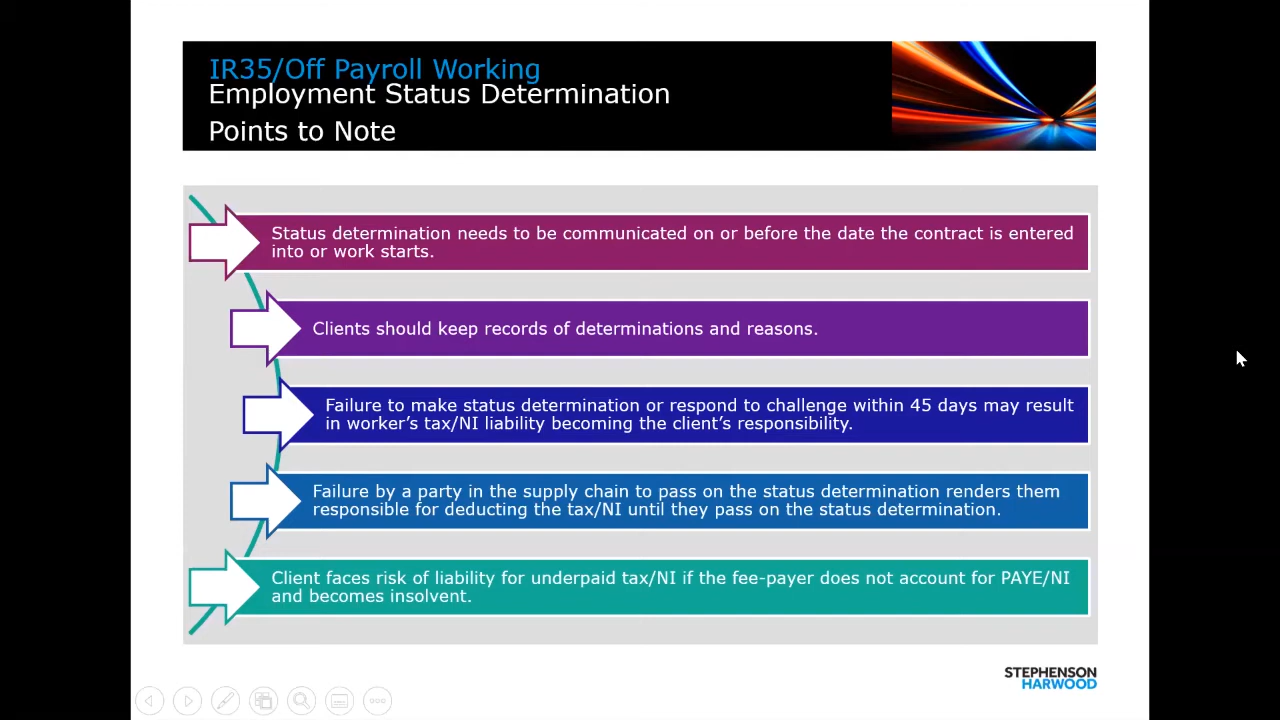 IR35/Off Payroll Working
Employment Status Determination
Points to Note
Status determination needs to be communicated on or before the date the contract is entered
into or work starts.
Clients should keep records of determinations and reasons.
Failure to make status determination or respond to challenge within 45 days may result
in worker’s tax/NI liability becoming the client’s responsibility.
Failure by a party in the supply chain to pass on the status determination renders them
responsible for deducting the tax/NI until they pass on the status determination.
Client faces risk of liability for underpaid tax/NI if the fee-payer does not account for PAYE/NI
and becomes insolvent.
STEPHENSON
HARWOOD